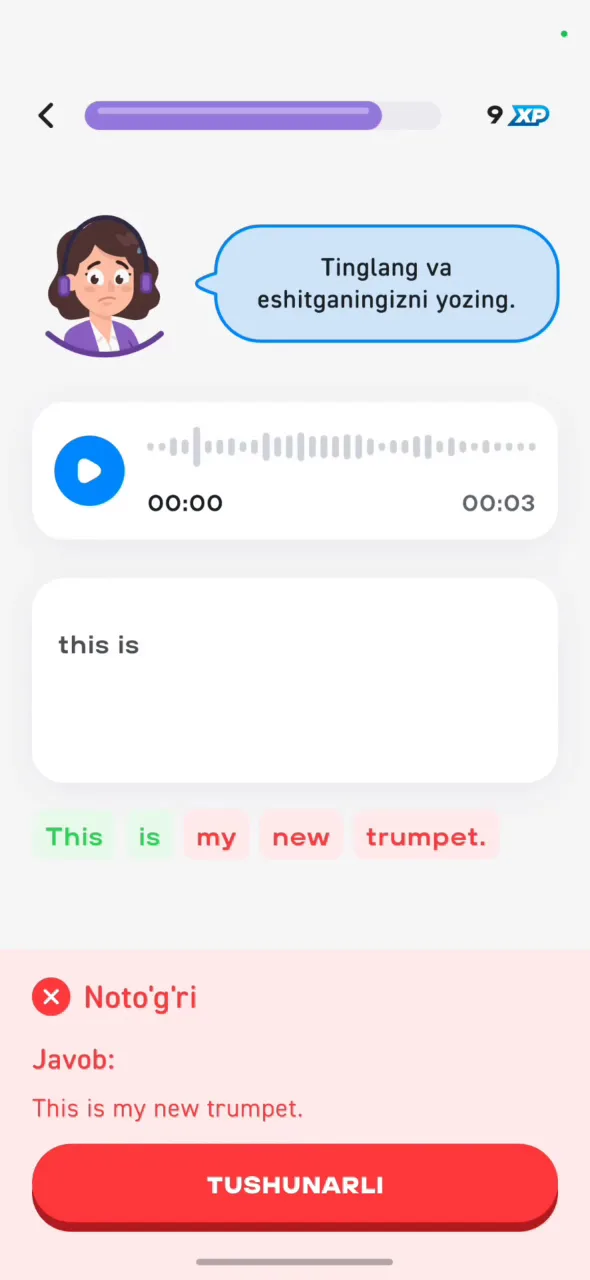 9 XP
Tinglang va
eshitganingizni yozing.
00:00 00:03
this is
This is my new trumpet.
Noto'g'ri
Javob:
This is my new trumpet.
TUSHUNARLI